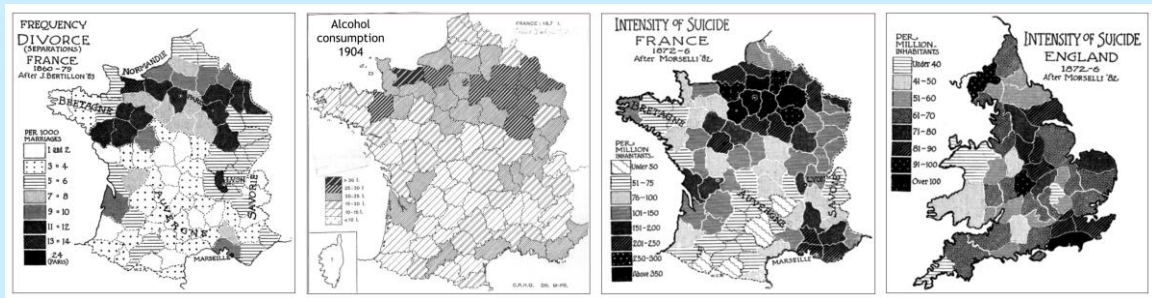 FREQUENCY
DIVORCE
(SEPARATIONS)
FRANCE
1860-79
After J. BERTILLON '83
NORMANDIE
BRETAGNE
PARIS
LYON
SAVOIE
AUVERGNE
MARSEILLE
PER 1000
MARRIAGES
1 and 2
3 = 4
5 = 6
7 = 8
9 = 10
11 = 12
13 = 14
24
(PARIS)
Alcohol
consumption
1904
INTENSITY OF SUICIDE
FRANCE
1872-6
After MORSELLI '82
BRETAGNE
LYON
SAVOIE
AUVERGNE
MARSEILLE
PER
MILLION
INHABITANTS
Under 50
51-75
76-100
101-150
151-200
201-250
250-300
Above 350
PER
MILLION
INHABITANTS
Under 40
41-50
51-60
61-70
71-80
81-90
91-100
Over 100
INTENSITY OF SUICIDE
ENGLAND
1872-6
After MORSELLI '82